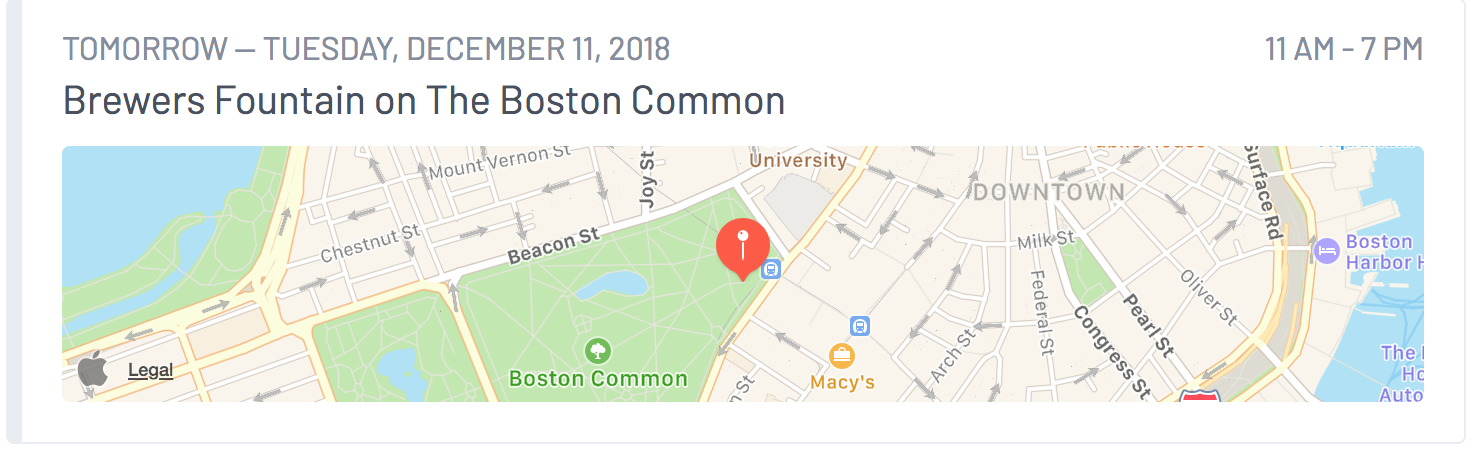 TOMORROW — TUESDAY, DECEMBER 11, 2018
11 AM - 7 PM
Brewers Fountain on The Boston Common
Mount Vernon St
Joy St
University
DOWNTOWN
Surface Rd
Chestnut St
Beacon St
Milk St
Boston
Harbor H
Federal St
Oliver St
Pearl St
Congress St
Arch St
Legal
Boston Common
Macy's
The
Ho
Auto
n St